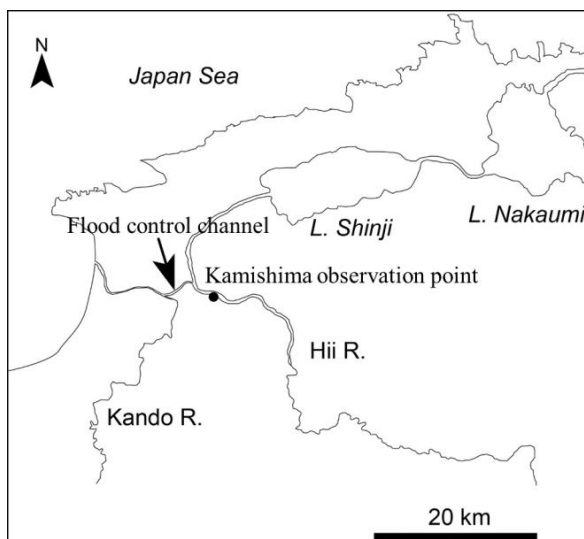 N
Japan Sea
L. Nakaumi
L. Shinji
Flood control channel
Kamishima observation point
Hii R.
Kando R.
20 km